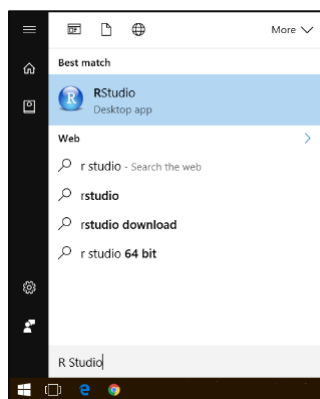 More
Best match
R
RStudio
Desktop app
Web
r studio - Search the web
rstudio
rstudio download
r studio 64 bit
R Studio